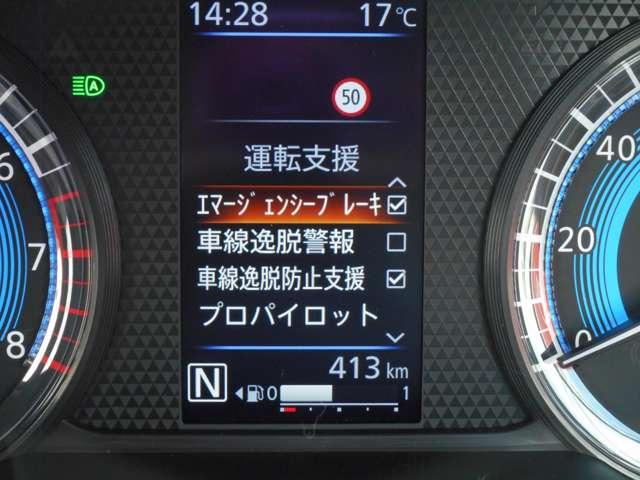 14:28 17℃
A
50
運転支援
ｴﾏｰｼﾞｪﾝｼｰﾌﾞﾚｰｷ
車線逸脱警報
車線逸脱防止支援
プロパイロット
413 km
N 0 1
6
7
8
40
20
0